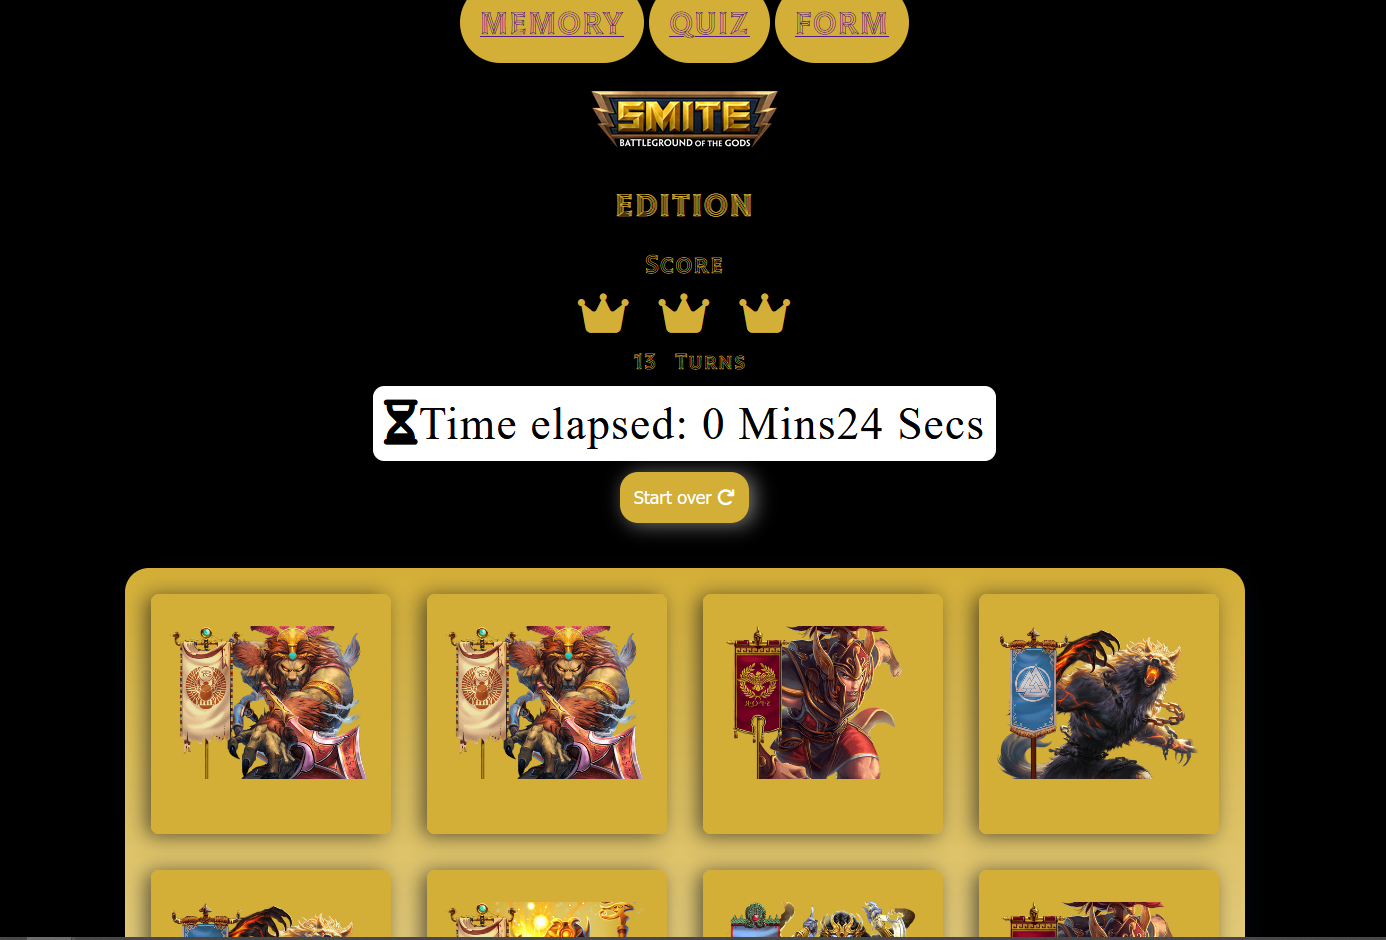 MEMORY QUIZ FORM
SMITE
BATTLEGROUND OF THE GODS
EDITION
Score
13 Turns
Time elapsed: 0 Mins24 Secs
Start over